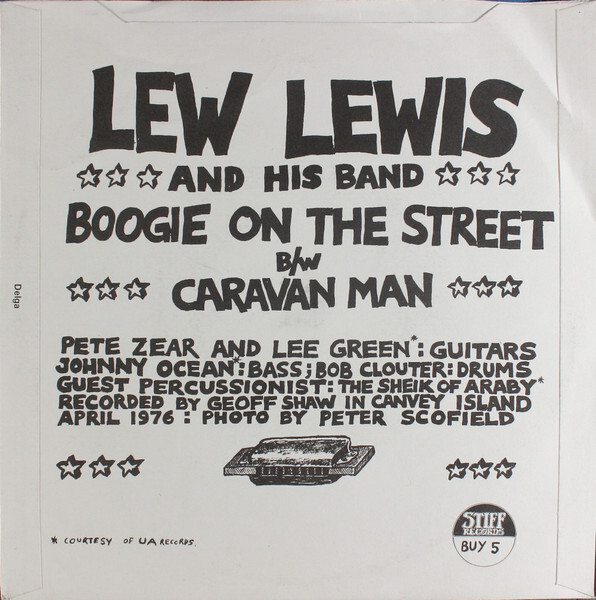 LEW LEWIS
AND HIS BAND
BOOGIE ON THE STREET
B/W
CARAVAN MAN
PETE ZEAR AND LEE GREEN*: GUITARS
JOHNNY OCEAN*: BASS; BOB CLOUTER: DRUMS
GUEST PERCUSSIONIST: THE SHEIK OF ARABY*
RECORDED BY GEOFF SHAW IN CANVEY ISLAND
APRIL 1976 : PHOTO BY PETER SCOFIELD
* COURTESY OF UA RECORDS
STIFF
RECORDS
BUY 5
Delga